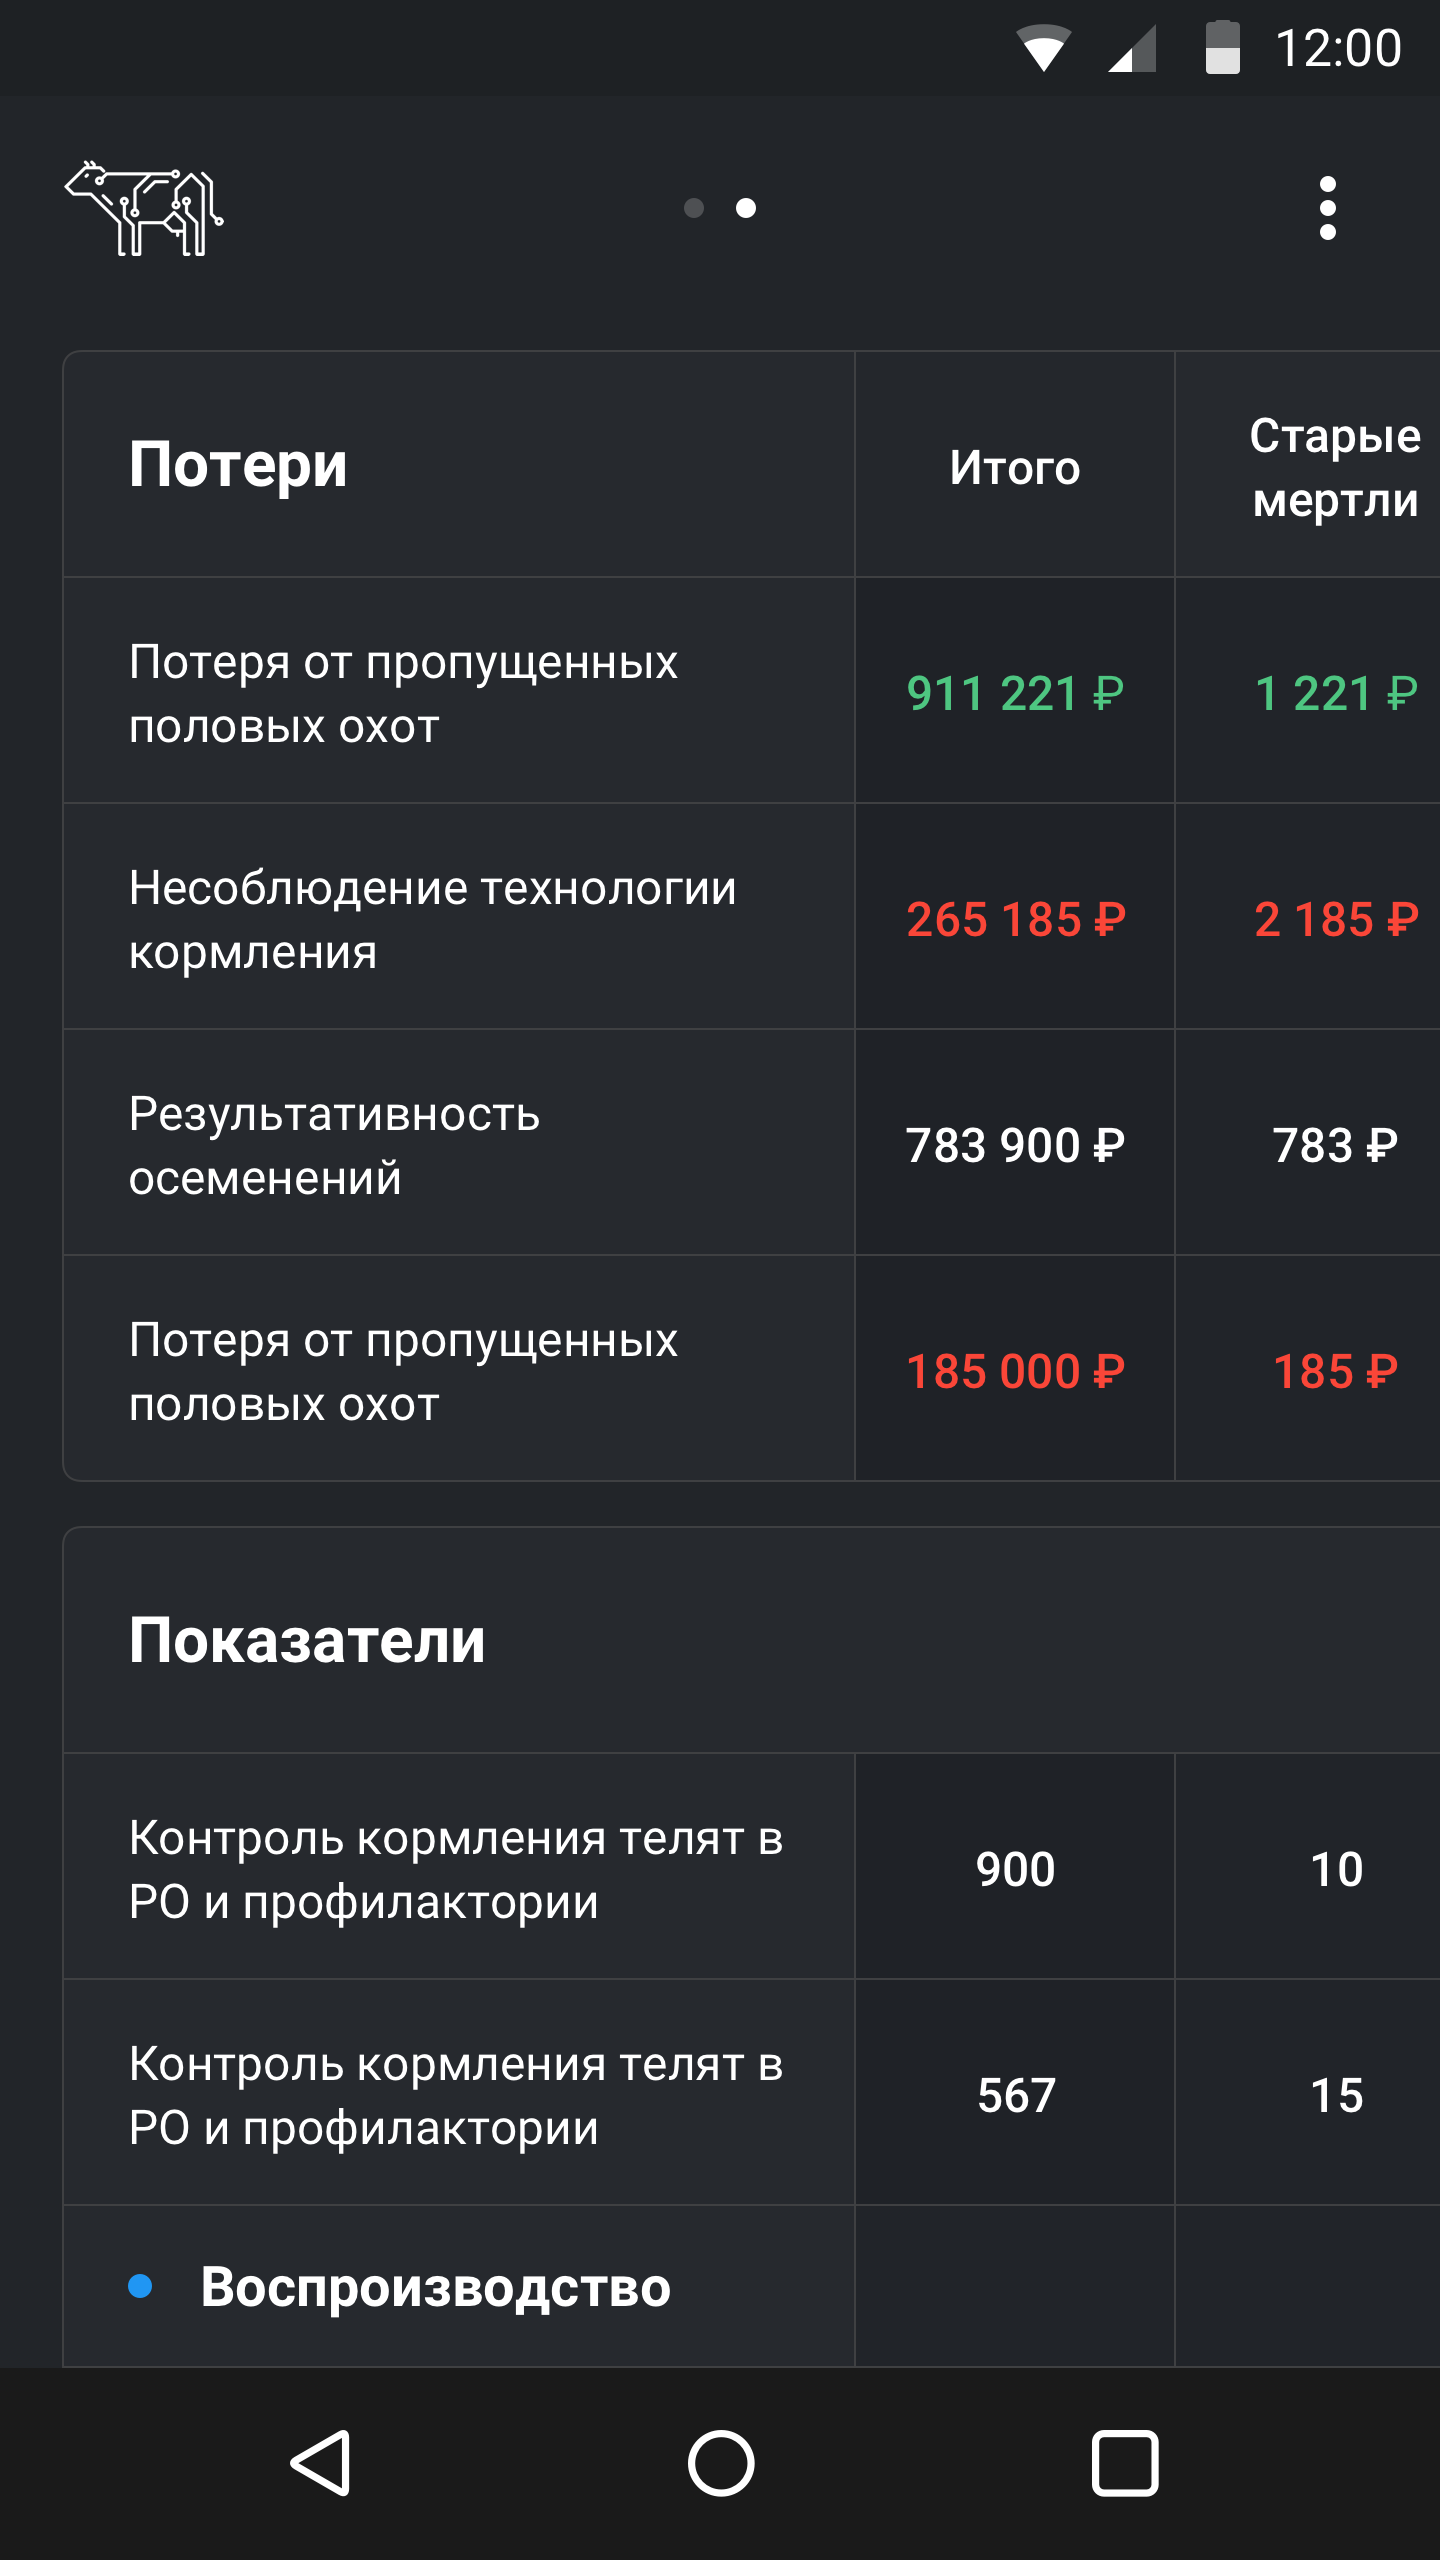 12:00
Потери
Итого
Старые
мертли
Потеря от пропущенных
половых охот
911 221 ₽
1 221 ₽
Несоблюдение технологии
кормления
265 185 ₽
2 185 ₽
Результативность
осеменений
783 900 ₽
783 ₽
Потеря от пропущенных
половых охот
185 000 ₽
185 ₽
Показатели
Контроль кормления телят в
РО и профилактории
900
10
Контроль кормления телят в
РО и профилактории
567
15
Воспроизводство